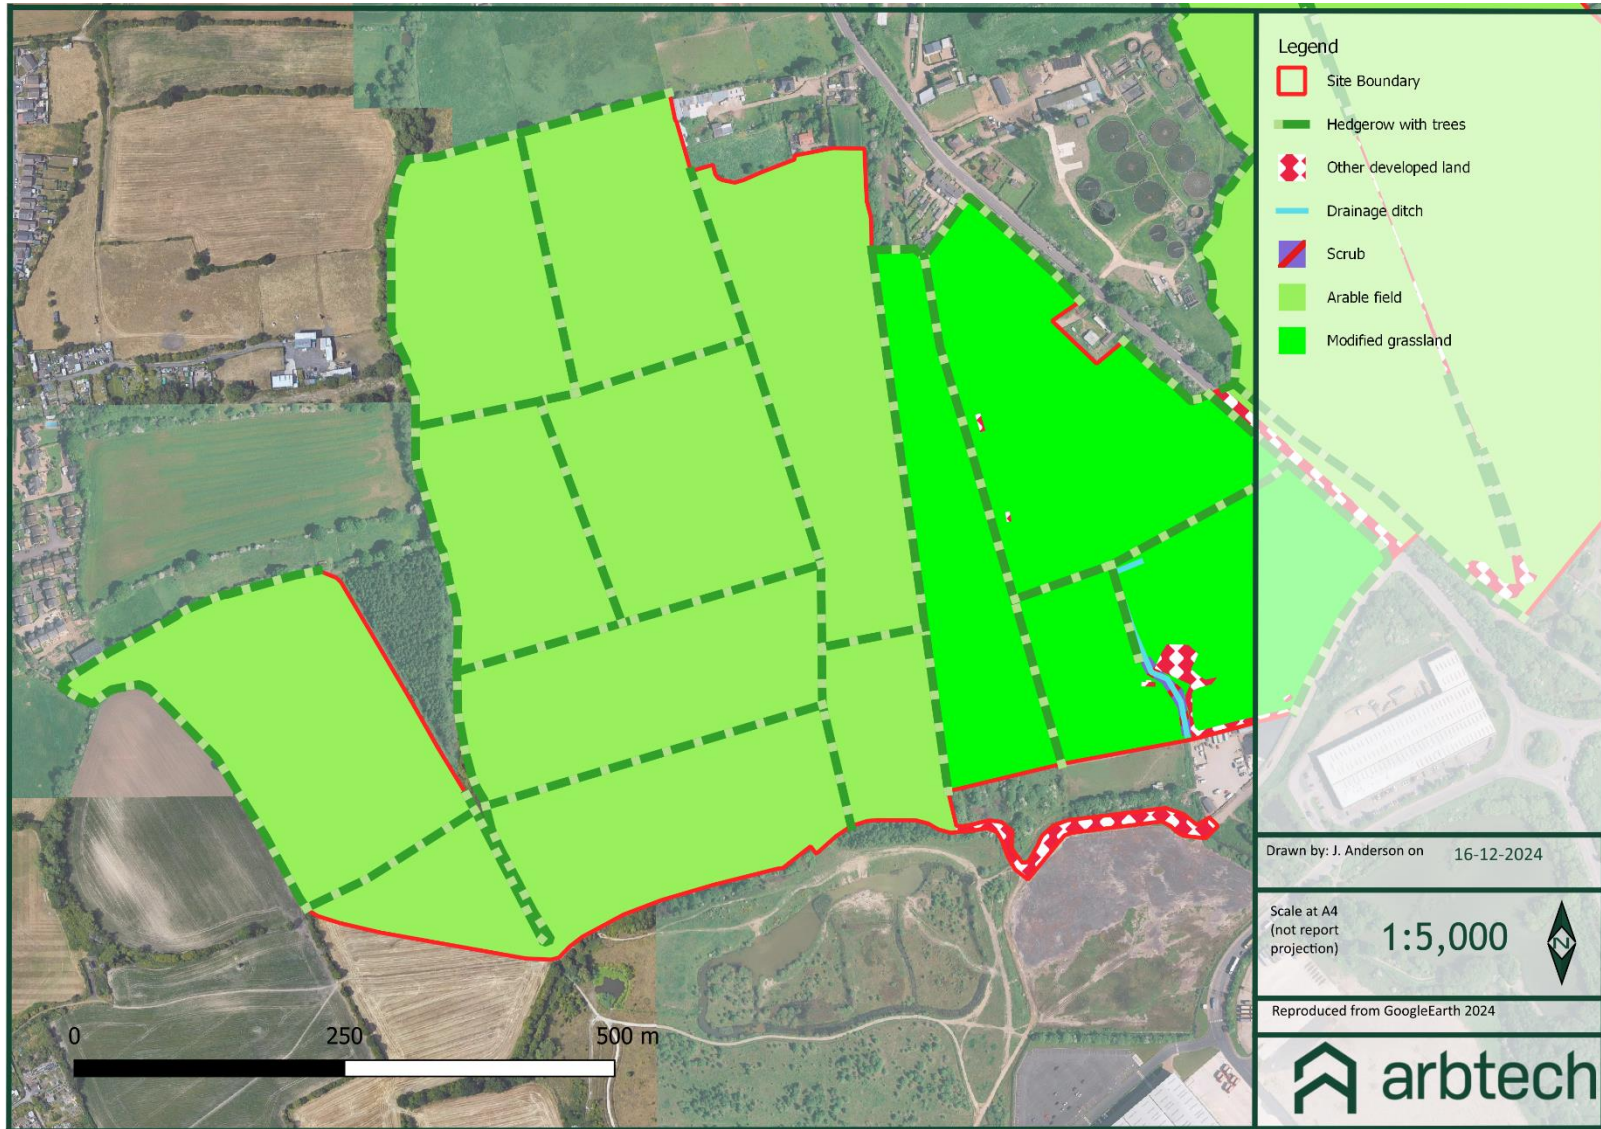 Legend
Site Boundary
Hedgerow with trees
Other developed land
Drainage ditch
Scrub
Arable field
Modified grassland
Drawn by: J. Anderson on 16-12-2024
Scale at A4
(not report
projection)
1:5,000
N
Reproduced from GoogleEarth 2024
arbtech
0 250 500 m